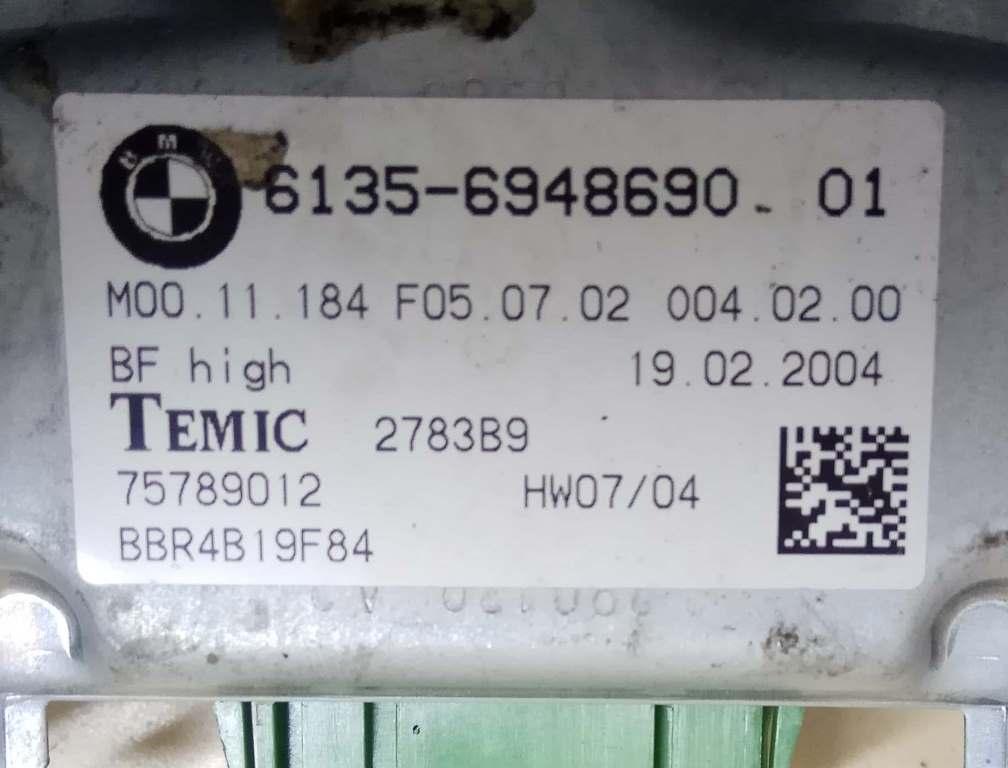 BMW
6135-6948690. 01
M00.11.184 F05.07.02 004.02.00
BF high 19.02.2004
TEMIC 2783B9
75789012 HW07/04
BBR4B19F84